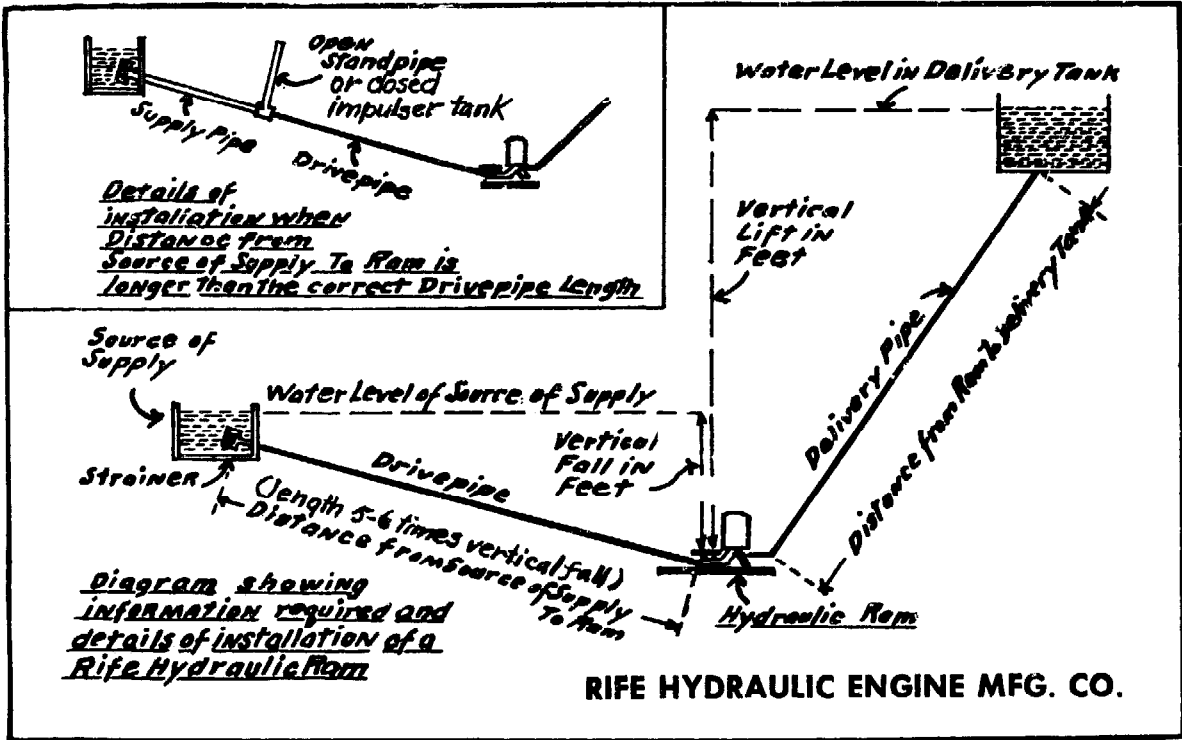 OPEN
Standpipe
or closed
impulser tank
Supply Pipe
Drivepipe
Details of
installation when
Distance from
Source of Supply To Ram is
longer than the correct Drivepipe Length
Water Level in Delivery Tank
Vertical
Lift in
Feet
Delivery Pipe
Distance from Ram to Delivery Tank
Source of
Supply
Water Level of Source of Supply
Vertical
Fall in
Feet
Strainer
Drivepipe
(length 5-6 times vertical fall)
Distance from Source of Supply
To Ram
Hydraulic Ram
Diagram showing
information required and
details of installation of a
Rife Hydraulic Ram
RIFE HYDRAULIC ENGINE MFG. CO.